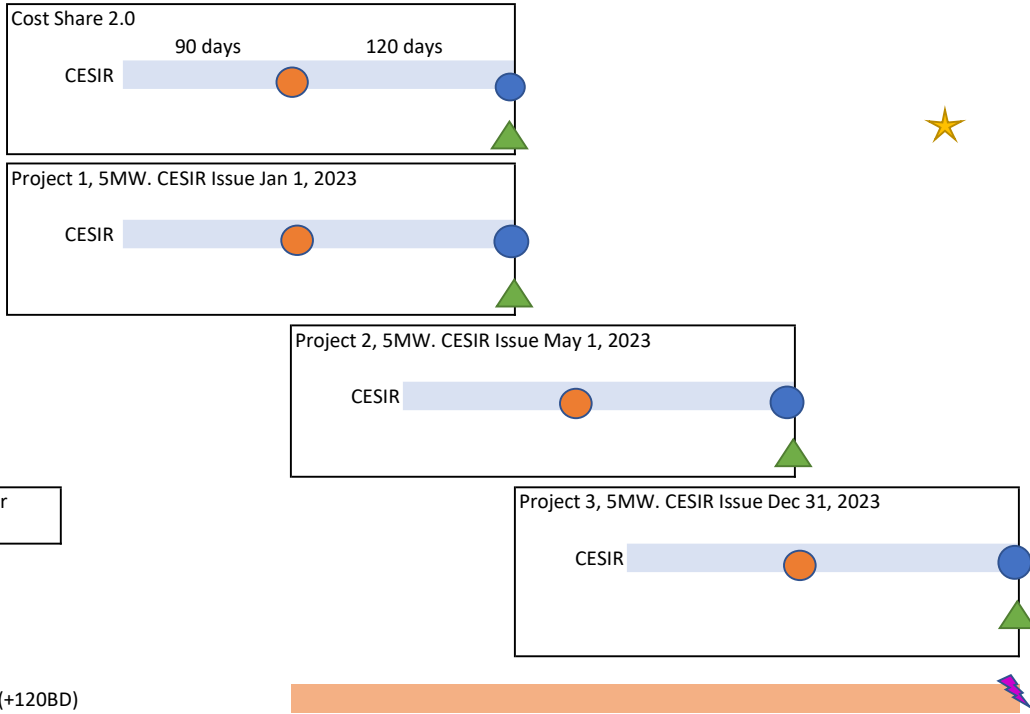 Cost Share 2.0
90 days 120 days
CESIR
Project 1, 5MW. CESIR Issue Jan 1, 2023
CESIR
Project 2, 5MW. CESIR Issue May 1, 2023
CESIR
r
Project 3, 5MW. CESIR Issue Dec 31, 2023
CESIR
(+120BD)